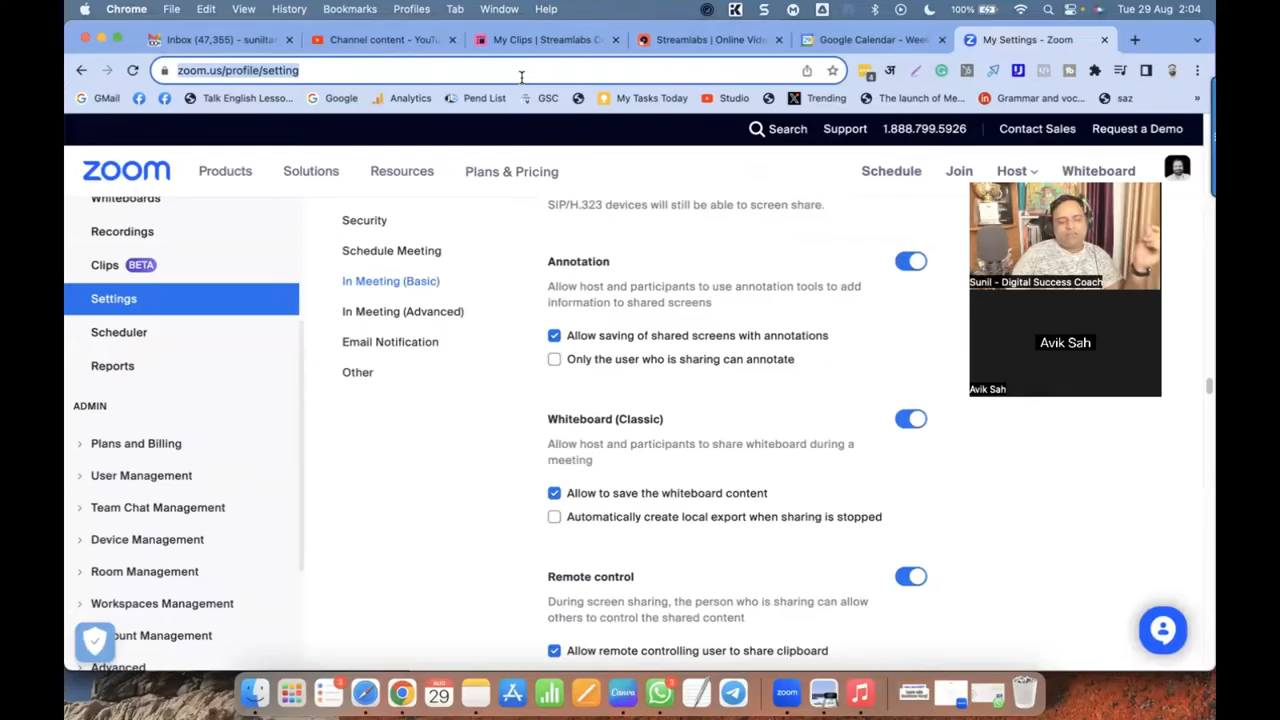 Chrome File Edit View History Bookmarks Profiles Tab Window Help 100% Tue 29 Aug 2:04
Inbox (47,355) - suniltan Channel content - YouTu My Clips | Streamlabs Co Streamlabs | Online Vide Google Calendar - Week My Settings - Zoom
zoom.us/profile/setting
GMail Talk English Lesso... Google Analytics Pend List GSC My Tasks Today Studio Trending The launch of Me... Grammar and voc... saz »
Search Support 1.888.799.5926 Contact Sales Request a Demo
zoom Products Solutions Resources Plans & Pricing Schedule Join Host Whiteboard
Whiteboards
Recordings
Clips BETA
Settings
Scheduler
Reports
ADMIN
Plans and Billing
User Management
Team Chat Management
Device Management
Room Management
Workspaces Management
ount Management
Advanced
Security
Schedule Meeting
In Meeting (Basic)
In Meeting (Advanced)
Email Notification
Other
SIP/H.323 devices will still be able to screen share.
Annotation
Allow host and participants to use annotation tools to add
information to shared screens
Allow saving of shared screens with annotations
Only the user who is sharing can annotate
Whiteboard (Classic)
Allow host and participants to share whiteboard during a
meeting
Allow to save the whiteboard content
Automatically create local export when sharing is stopped
Remote control
During screen sharing, the person who is sharing can allow
others to control the shared content
Allow remote controlling user to share clipboard
Sunil - Digital Success Coach
Avik Sah
Avik Sah
3 AUG 29 Canva 3 zoom